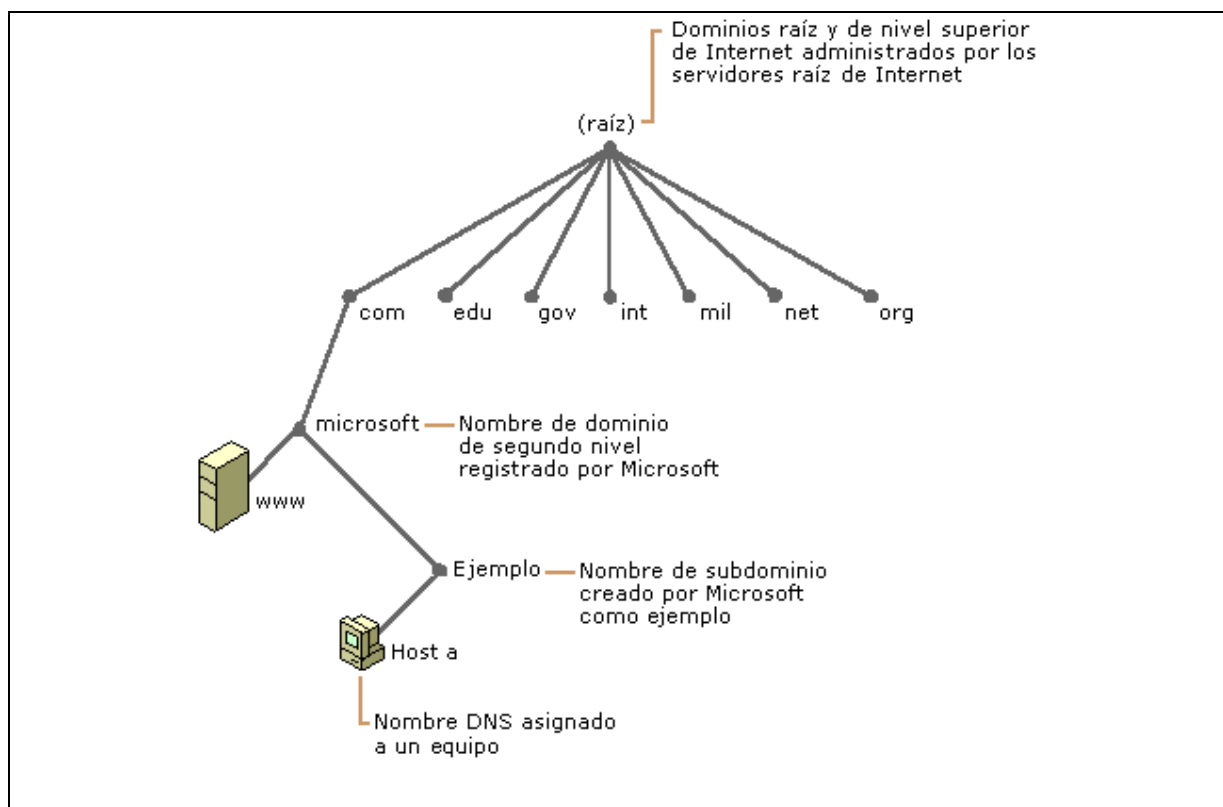 Dominios raíz y de nivel superior
de Internet administrados por los
servidores raíz de Internet
(raíz)
com
edu
gov
int
mil
net
org
microsoft
Nombre de dominio
de segundo nivel
registrado por Microsoft
www
Ejemplo
Nombre de subdominio
creado por Microsoft
como ejemplo
Host a
Nombre DNS asignado
a un equipo